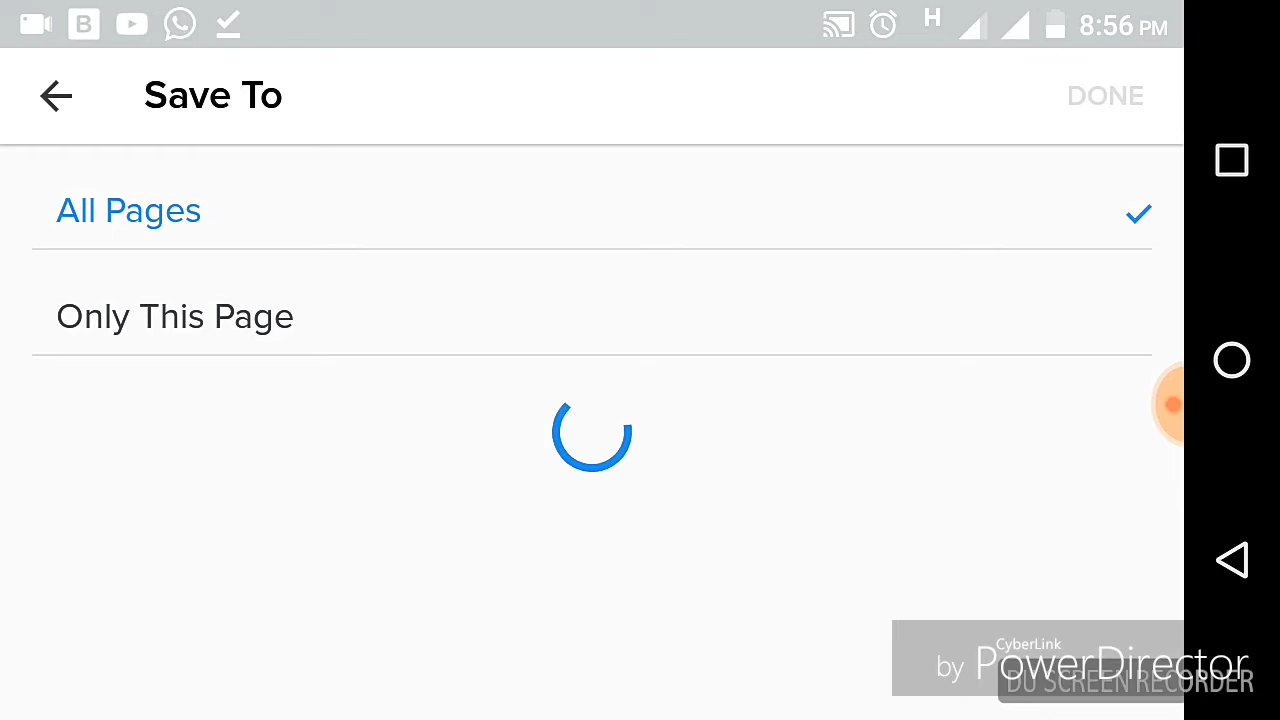 B
H
8:56 PM
Save To
DONE
All Pages
Only This Page
CyberLink
by PowerDirector
DU SCREEN RECORDER